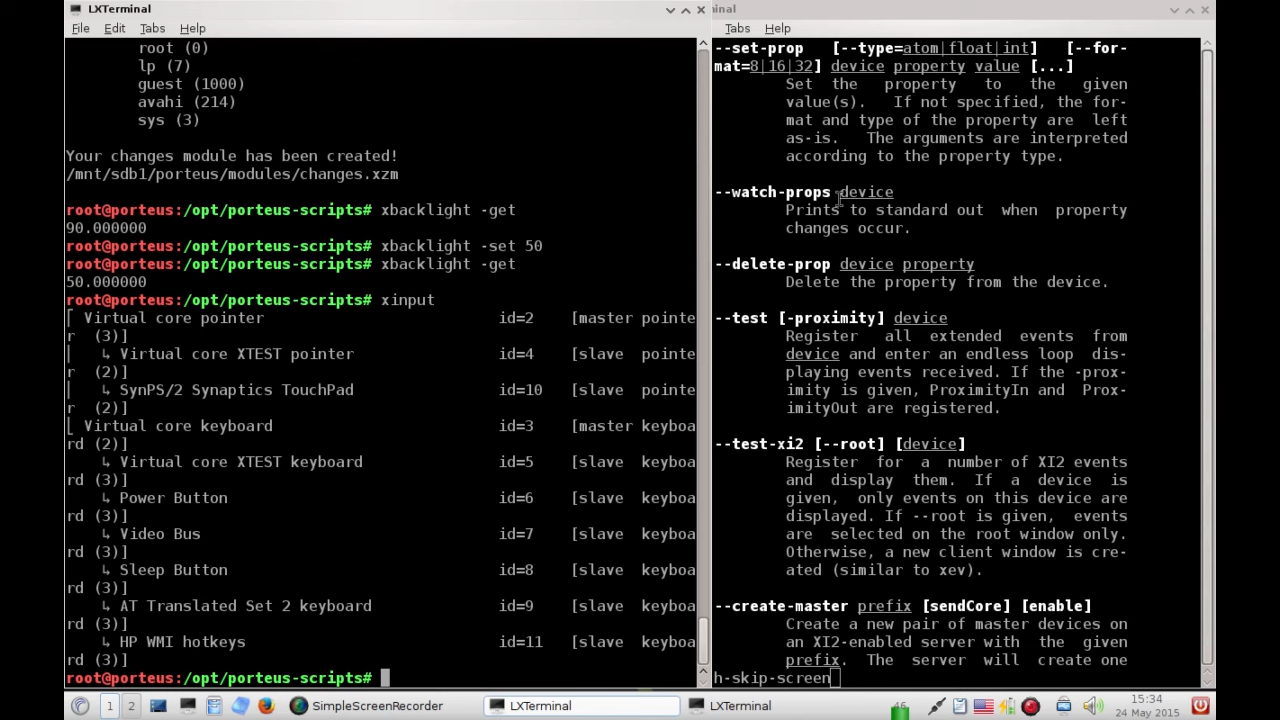 LXTerminal
File Edit Tabs Help
root (0)
lp (7)
guest (1000)
avahi (214)
sys (3)
Your changes module has been created!
/mnt/sdb1/porteus/modules/changes.xzm
root@porteus:/opt/porteus-scripts# xbacklight -get
90.000000
root@porteus:/opt/porteus-scripts# xbacklight -set 50
root@porteus:/opt/porteus-scripts# xbacklight -get
50.000000
root@porteus:/opt/porteus-scripts# xinput
⎡ Virtual core pointer id=2 [master pointe
r (3)]
⎜ ↳ Virtual core XTEST pointer id=4 [slave pointe
r (2)]
⎜ ↳ SynPS/2 Synaptics TouchPad id=10 [slave pointe
r (2)]
⎣ Virtual core keyboard id=3 [master keyboa
rd (2)]
↳ Virtual core XTEST keyboard id=5 [slave keyboa
rd (3)]
↳ Power Button id=6 [slave keyboa
rd (3)]
↳ Video Bus id=7 [slave keyboa
rd (3)]
↳ Sleep Button id=8 [slave keyboa
rd (3)]
↳ AT Translated Set 2 keyboard id=9 [slave keyboa
rd (3)]
↳ HP WMI hotkeys id=11 [slave keyboa
rd (3)]
root@porteus:/opt/porteus-scripts#
inal
Tabs Help
--set-prop [--type=atom|float|int] [--for-
mat=8|16|32] device property value [...]
Set the property to the given
value(s). If not specified, the for-
mat and type of the property are left
as-is. The arguments are interpreted
according to the property type.
--watch-props device
Prints to standard out when property
changes occur.
--delete-prop device property
Delete the property from the device.
--test [-proximity] device
Register all extended events from
device and enter an endless loop dis-
playing events received. If the -prox-
imity is given, ProximityIn and Prox-
imityOut are registered.
--test-xi2 [--root] [device]
Register for a number of XI2 events
and display them. If a device is
given, only events on this device are
displayed. If --root is given, events
are selected on the root window only.
Otherwise, a new client window is cre-
ated (similar to xev).
--create-master prefix [sendCore] [enable]
Create a new pair of master devices on
an XI2-enabled server with the given
prefix. The server will create one
h-skip-screen
1 2 SimpleScreenRecorder LXTerminal LXTerminal 46 15:34
24 May 2015